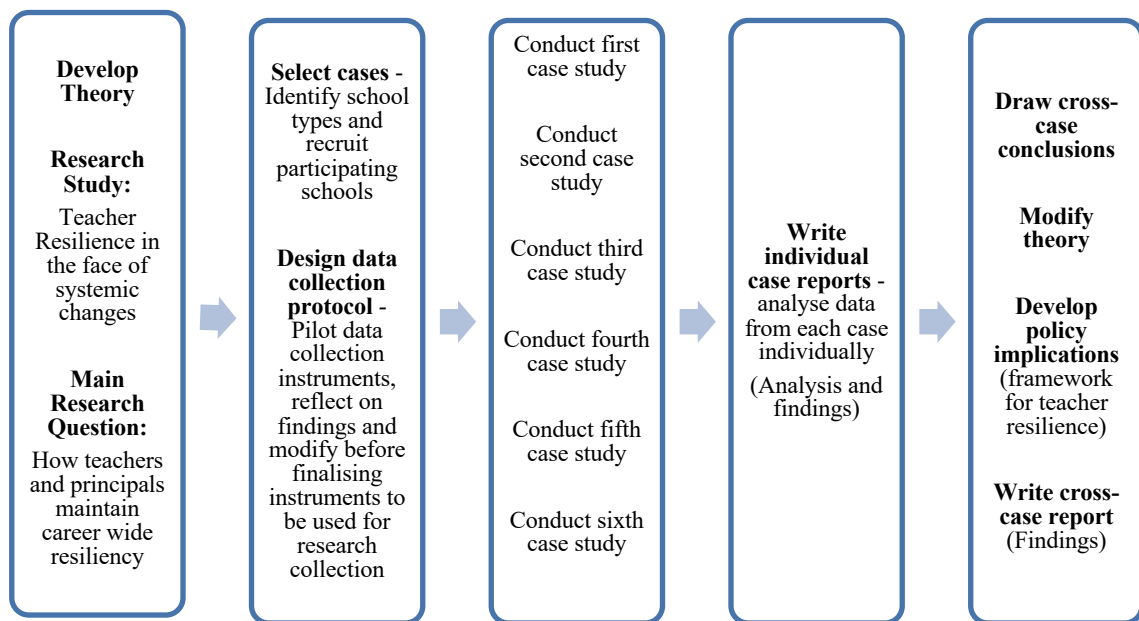 Develop
Theory
Research
Study:
Teacher
Resilience in
the face of
systemic
changes
Main
Research
Question:
How teachers
and principals
maintain
career wide
resiliency
Select cases -
Identify school
types and
recruit
participating
schools
Design data
collection
protocol -
Pilot data
collection
instruments,
reflect on
findings and
modify before
finalising
instruments to
be used for
research
collection
Conduct first
case study
Conduct
second case
study
Conduct third
case study
Conduct fourth
case study
Conduct fifth
case study
Conduct sixth
case study
Write
individual
case reports -
analyse data
from each case
individually
(Analysis and
findings)
Draw cross-
case
conclusions
Modify
theory
Develop
policy
implications
(framework
for teacher
resilience)
Write cross-
case report
(Findings)